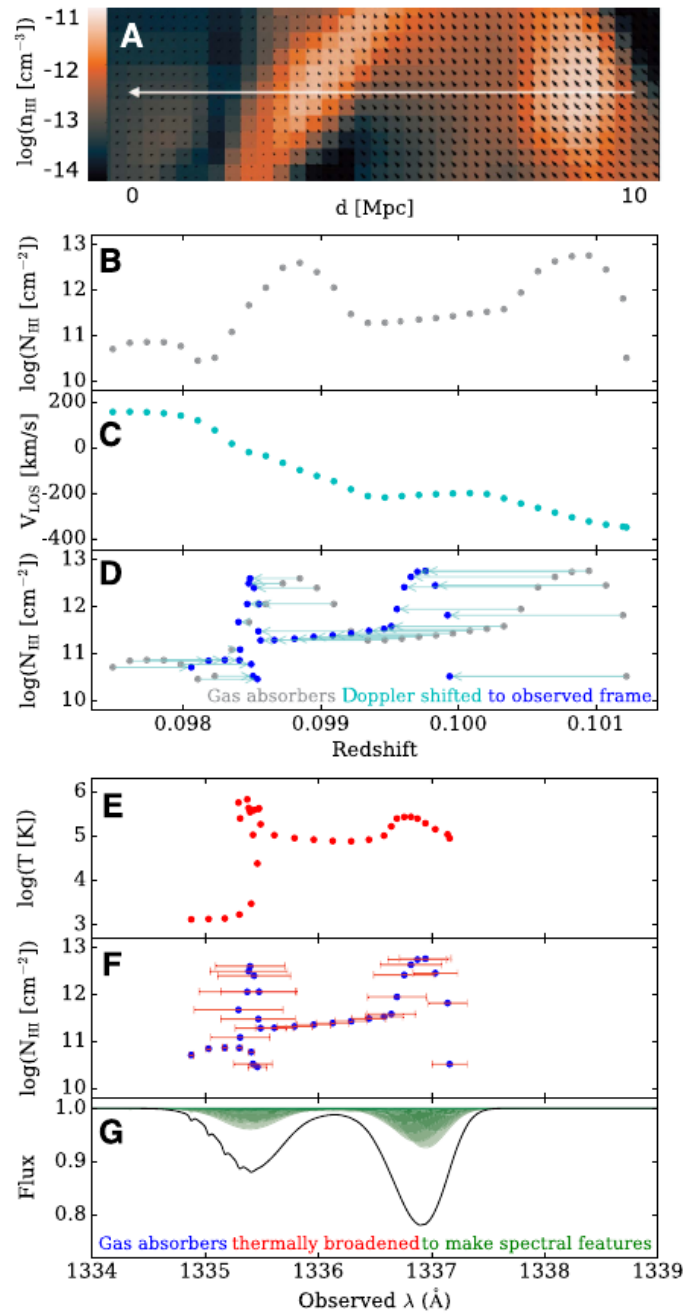 A
log(n_HI [cm^-3])
-11
-12
-13
-14
0
10
d [Mpc]
B
log(N_HI [cm^-2])
13
12
11
10
C
V_LOS [km/s]
200
0
-200
-400
D
log(N_HI [cm^-2])
13
12
11
10
Gas absorbers Doppler shifted to observed frame
0.098 0.099 0.100 0.101
Redshift
E
log(T [K])
6
5
4
3
F
log(N_HI [cm^-2])
13
12
11
10
G
Flux
1.0
0.9
0.8
Gas absorbers thermally broadened to make spectral features
1334 1335 1336 1337 1338 1339
Observed λ (Å)